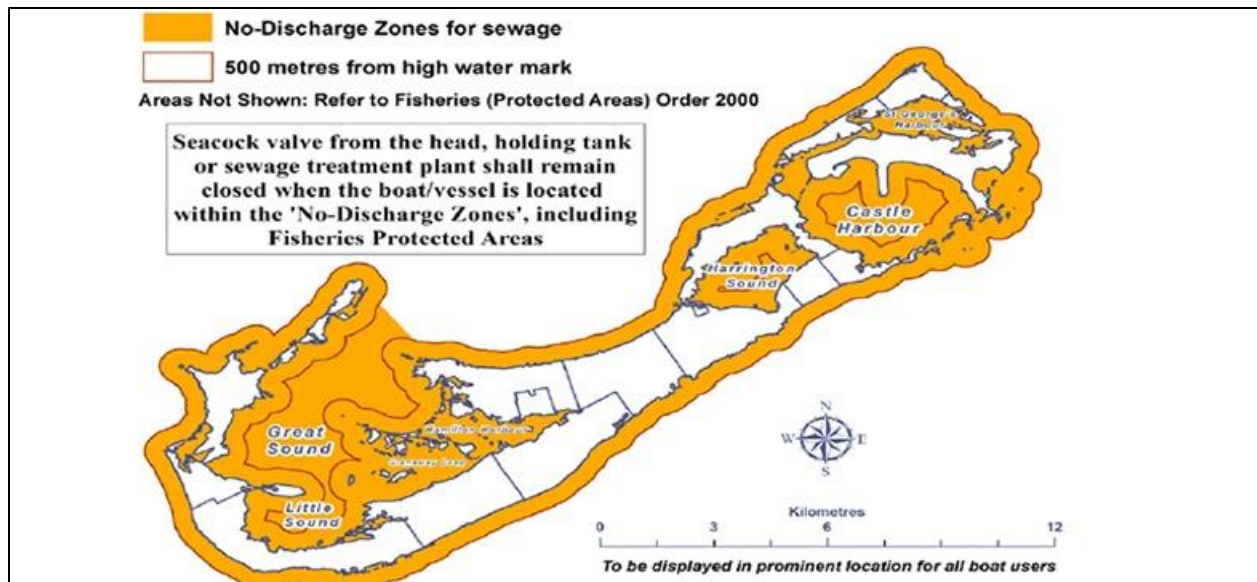 No-Discharge Zones for sewage
500 metres from high water mark
Areas Not Shown: Refer to Fisheries (Protected Areas) Order 2000
Seacock valve from the head, holding tank
or sewage treatment plant shall remain
closed when the boat/vessel is located
within the 'No-Discharge Zones', including
Fisheries Protected Areas
St George's
Harbour
Castle
Harbour
Harrington
Sound
Great
Sound
Hamilton Harbour
Little
Sound
N
W E
S
Kilometres
0 3 6 12
To be displayed in prominent location for all boat users